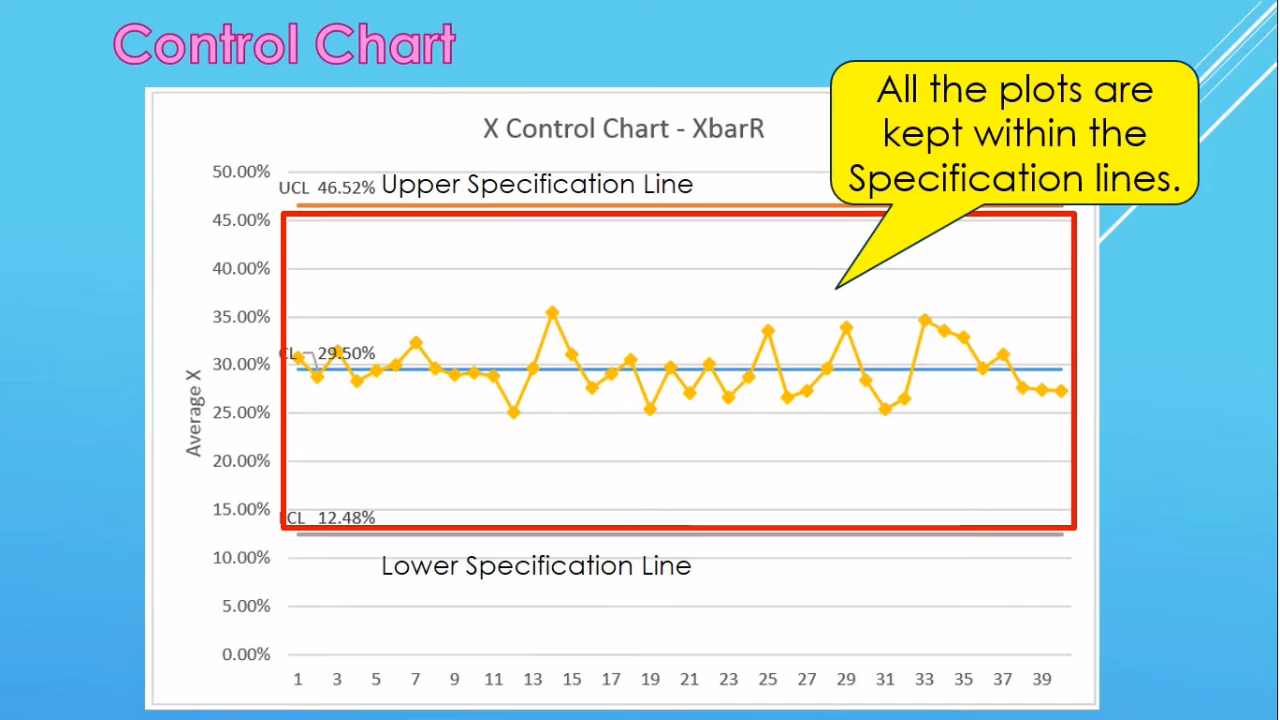 Control Chart
All the plots are
kept within the
Specification lines.
X Control Chart - XbarR
50.00%
UCL 46.52% Upper Specification Line
45.00%
40.00%
35.00%
CL 29.50%
30.00%
25.00%
20.00%
15.00%
LCL 12.48%
10.00%
Lower Specification Line
5.00%
0.00%
Average X
1 3 5 7 9 11 13 15 17 19 21 23 25 27 29 31 33 35 37 39